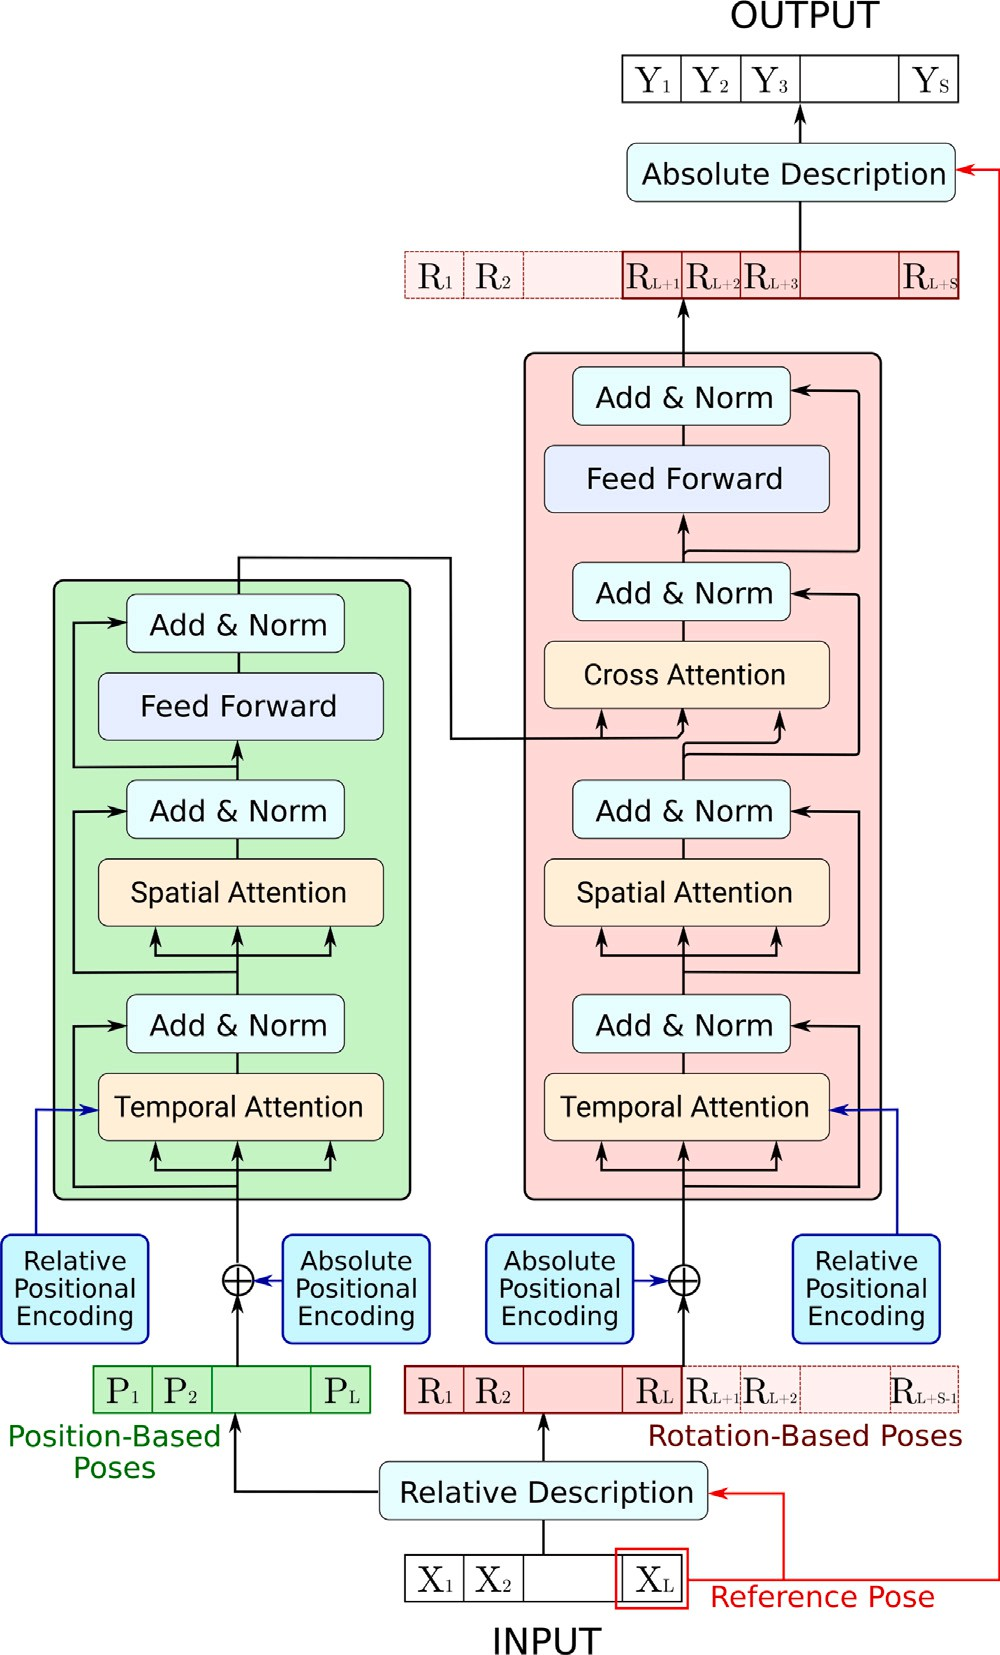 OUTPUT
Y1 Y2 Y3 YS
Absolute Description
R1 R2 RL+1 RL+2 RL+3 RL+S
Add & Norm
Feed Forward
Add & Norm
Cross Attention
Add & Norm
Spatial Attention
Add & Norm
Temporal Attention
Add & Norm
Feed Forward
Add & Norm
Spatial Attention
Add & Norm
Temporal Attention
Relative
Positional
Encoding
Absolute
Positional
Encoding
Absolute
Positional
Encoding
Relative
Positional
Encoding
P1 P2 PL
R1 R2 RL RL+1 RL+2 RL+S-1
Position-Based
Poses
Rotation-Based Poses
Relative Description
X1 X2 XL
Reference Pose
INPUT